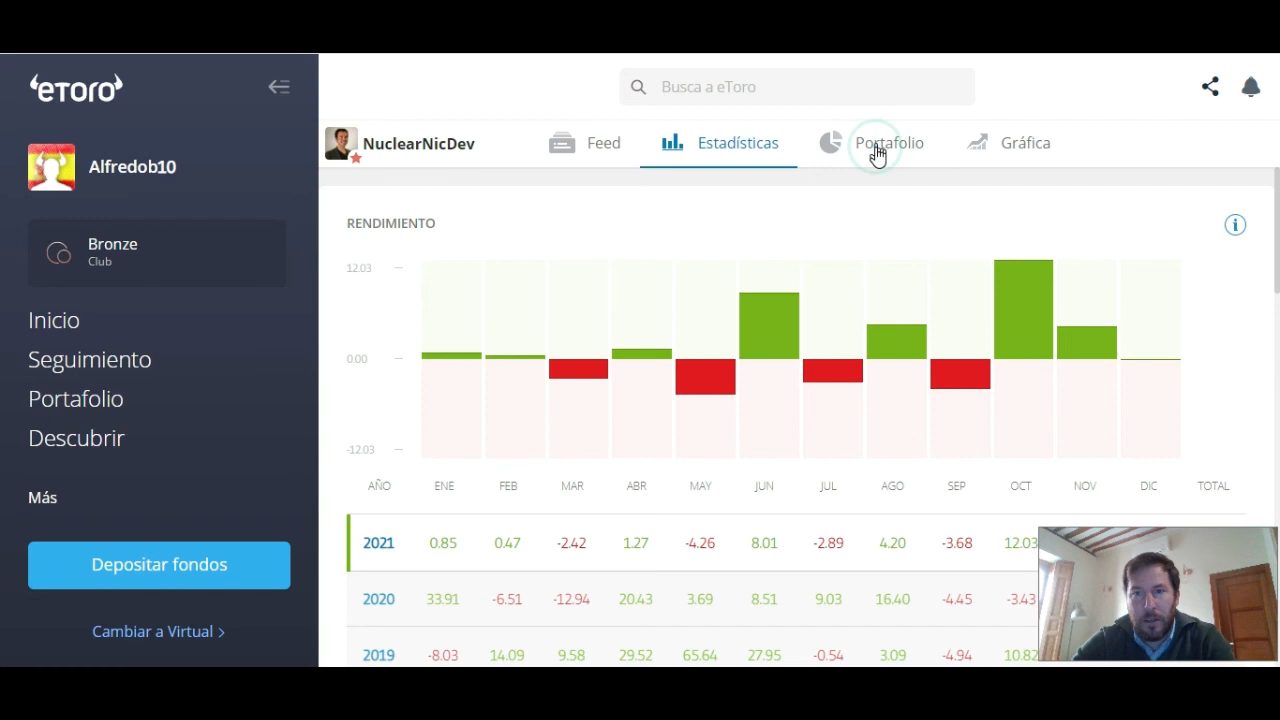 eToro
Alfredob10
Bronze
Club
Inicio
Seguimiento
Portafolio
Descubrir
Más
Depositar fondos
Cambiar a Virtual >
Busca a eToro
NuclearNicDev
Feed
Estadísticas
Portafolio
Gráfica
RENDIMIENTO
i
12.03
0.00
-12.03
AÑO ENE FEB MAR ABR MAY JUN JUL AGO SEP OCT NOV DIC TOTAL
2021 0.85 0.47 -2.42 1.27 -4.26 8.01 -2.89 4.20 -3.68 12.03
2020 33.91 -6.51 -12.94 20.43 3.69 8.51 9.03 16.40 -4.45 -3.43
2019 -8.03 14.09 9.58 29.52 65.64 27.95 -0.54 3.09 -4.94 10.82